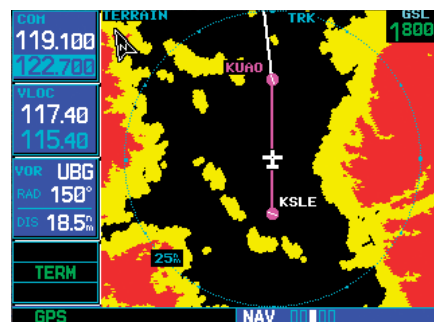 COM
119.100
122.700
VLOC
117.40
115.40
VOR UBG
RAD 150°
DIS 18.5nm
TERM
GPS
TERRAIN
TRK
GSL
1800
N
KUAO
KSLE
25nm
NAV